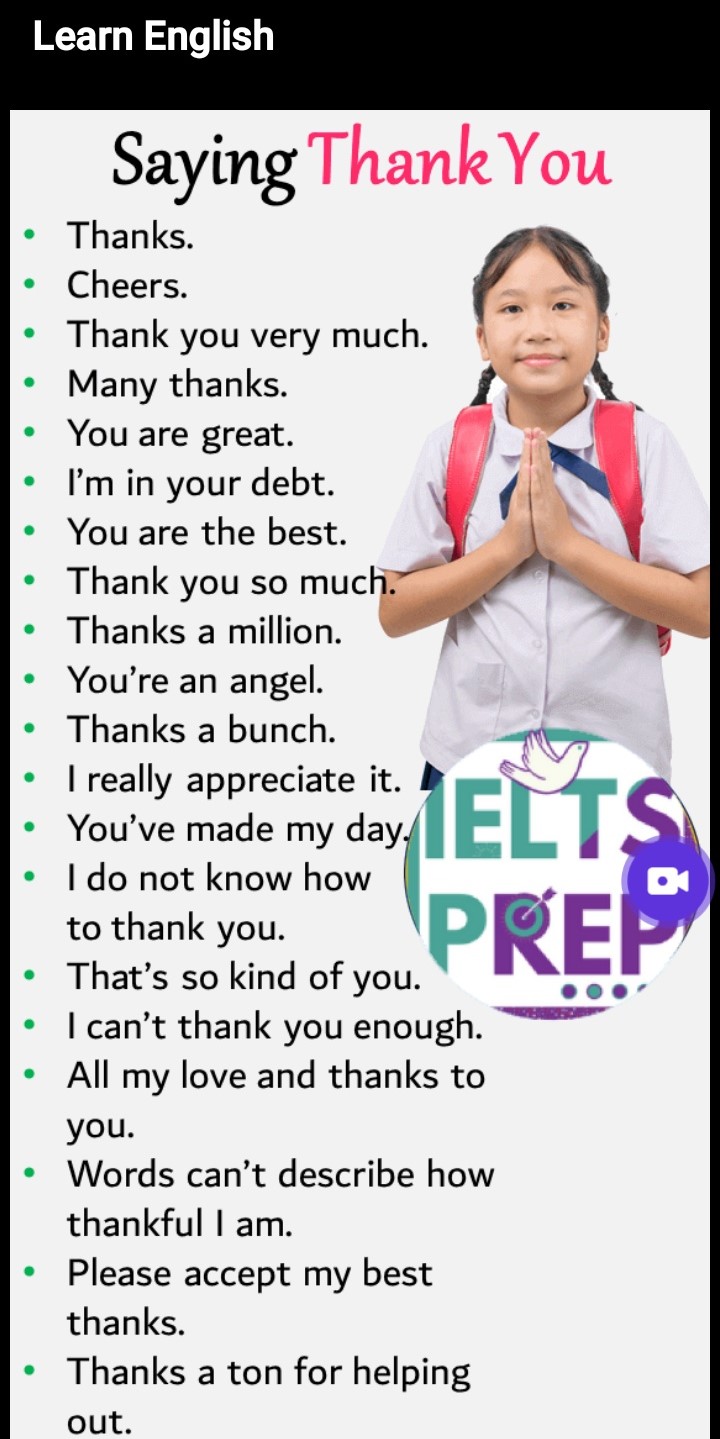 Learn English
Saying Thank You
• Thanks.
• Cheers.
• Thank you very much.
• Many thanks.
• You are great.
• I'm in your debt.
• You are the best.
• Thank you so much.
• Thanks a million.
• You're an angel.
• Thanks a bunch.
• I really appreciate it.
• You've made my day.
• I do not know how
to thank you.
• That's so kind of you.
• I can't thank you enough.
• All my love and thanks to
you.
• Words can't describe how
thankful I am.
• Please accept my best
thanks.
• Thanks a ton for helping
out.
IELTS
PREP